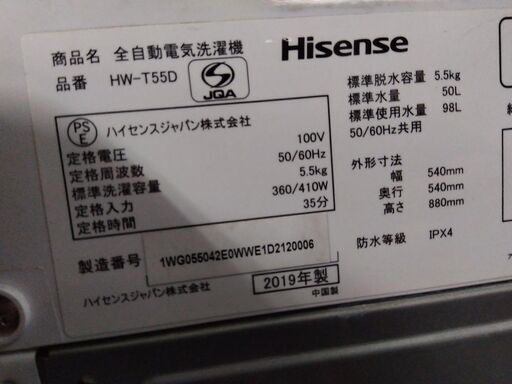 商品名 全自動電気洗濯機
Hisense
品番 HW-T55D
JQA
PS
E
ハイセンスジャパン株式会社
定格電圧 100V
定格周波数 50/60Hz
標準洗濯容量 5.5kg
定格入力 360/410W
定格時間 35分
製造番号 1WG055042E0WWE1D2120006
ハイセンスジャパン株式会社
2019年製
中国製
標準脱水容量 5.5kg
標準水量 50L
標準使用水量 98L
50/60Hz共用
外形寸法
幅 540mm
奥行 540mm
高さ 880mm
防水等級 IPX4